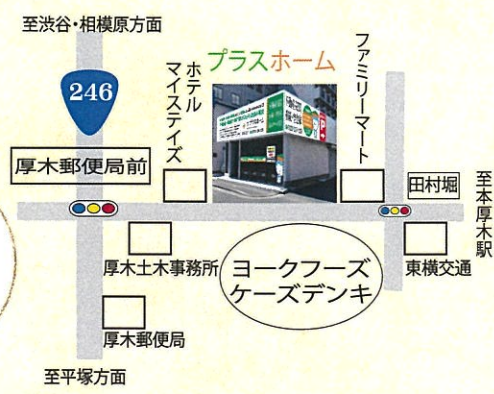 至渋谷・相模原方面
246
厚木郵便局前
ホテル
マイステイズ
プラスホーム
ファミリーマート
田村堀
至本厚木駅
厚木土木事務所
ヨークフーズ
ケーズデンキ
東横交通
厚木郵便局
至平塚方面